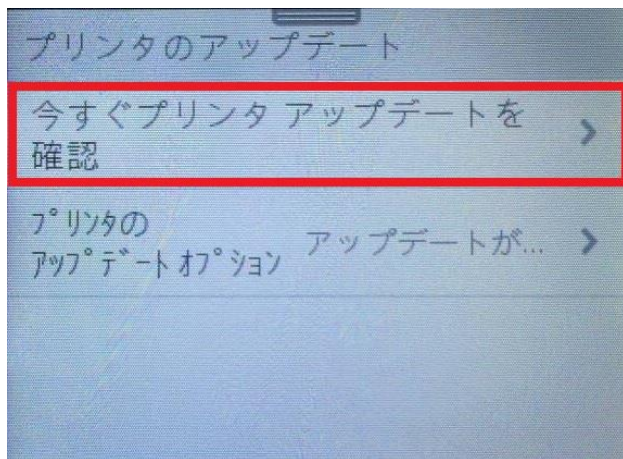 プリンタのアップデート
今すぐプリンタ アップデートを
確認
ﾌﾟﾘﾝﾀの
ｱｯﾌﾟﾃﾞｰﾄ ｵﾌﾟｼｮﾝ アップデートが...